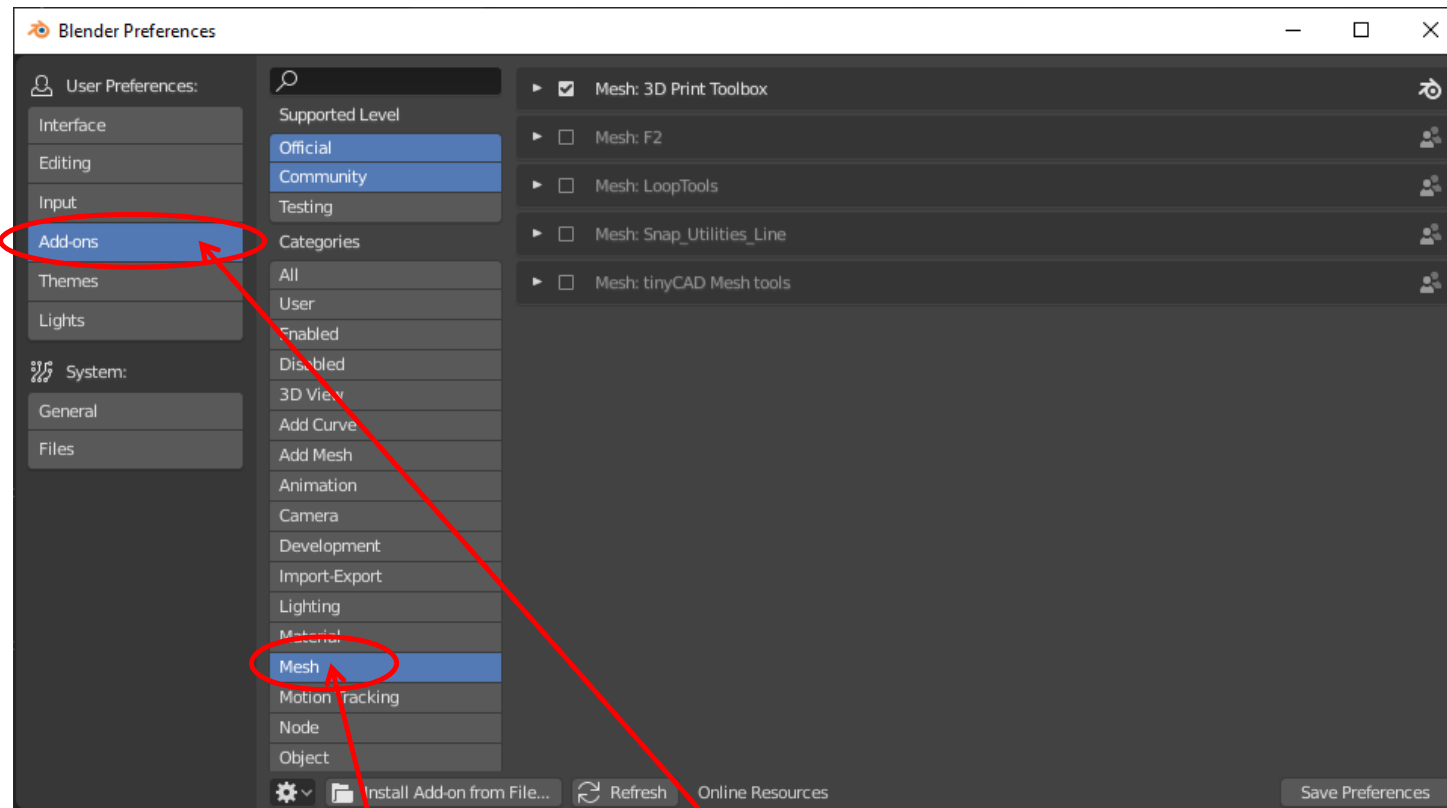 Blender Preferences
User Preferences:
Interface
Editing
Input
Add-ons
Themes
Lights
System:
General
Files
Supported Level
Official
Community
Testing
Categories
All
User
Enabled
Disabled
3D View
Add Curve
Add Mesh
Animation
Camera
Development
Import-Export
Lighting
Material
Mesh
Motion Tracking
Node
Object
Mesh: 3D Print Toolbox
Mesh: F2
Mesh: LoopTools
Mesh: Snap_Utilities_Line
Mesh: tinyCAD Mesh tools
Install Add-on from File...
Refresh
Online Resources
Save Preferences